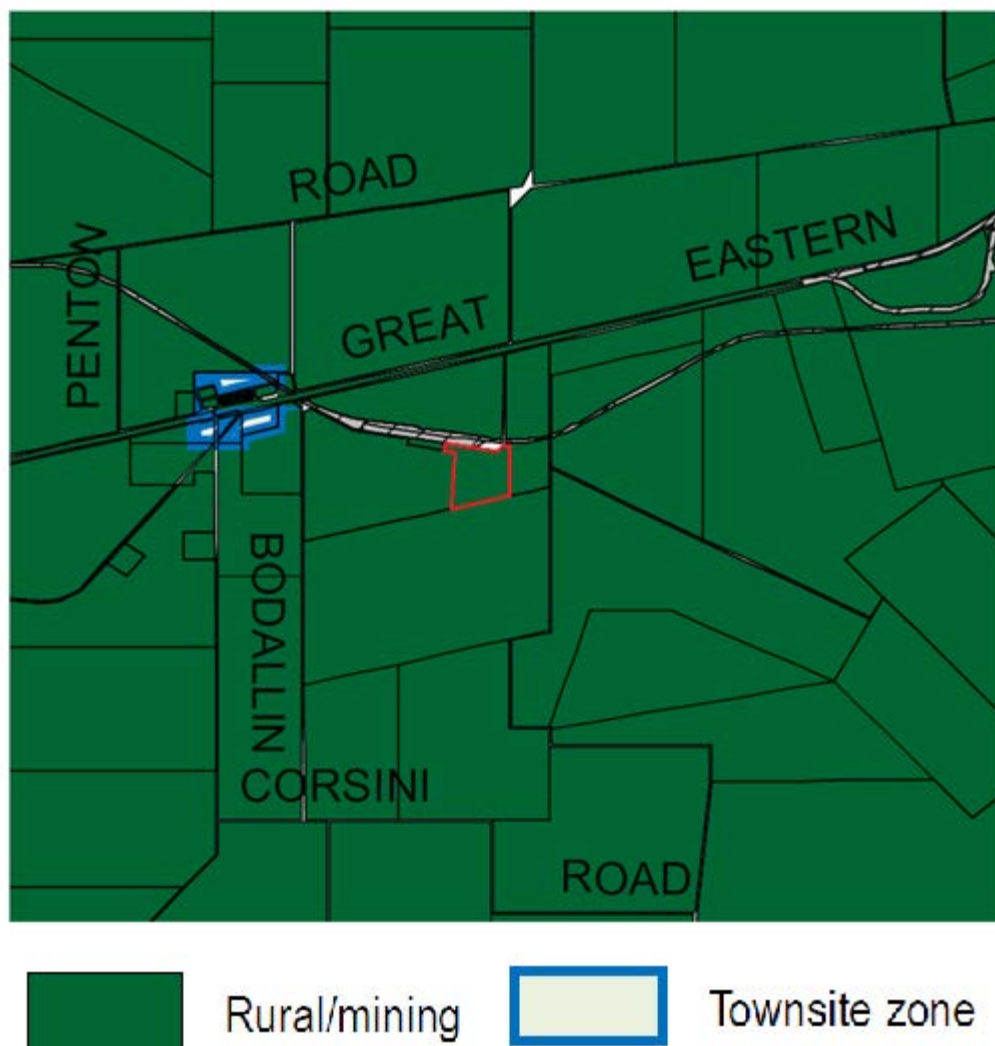 ROAD
PENTOW
EASTERN
GREAT
BODALLIN
CORSINI
ROAD
Rural/mining
Townsite zone